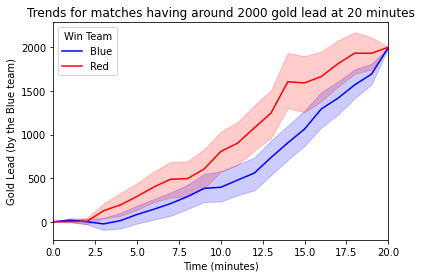 Trends for matches having around 2000 gold lead at 20 minutes
Win Team
Blue
Red
Gold Lead (by the Blue team)
2000
1500
1000
500
0
0.0 2.5 5.0 7.5 10.0 12.5 15.0 17.5 20.0
Time (minutes)